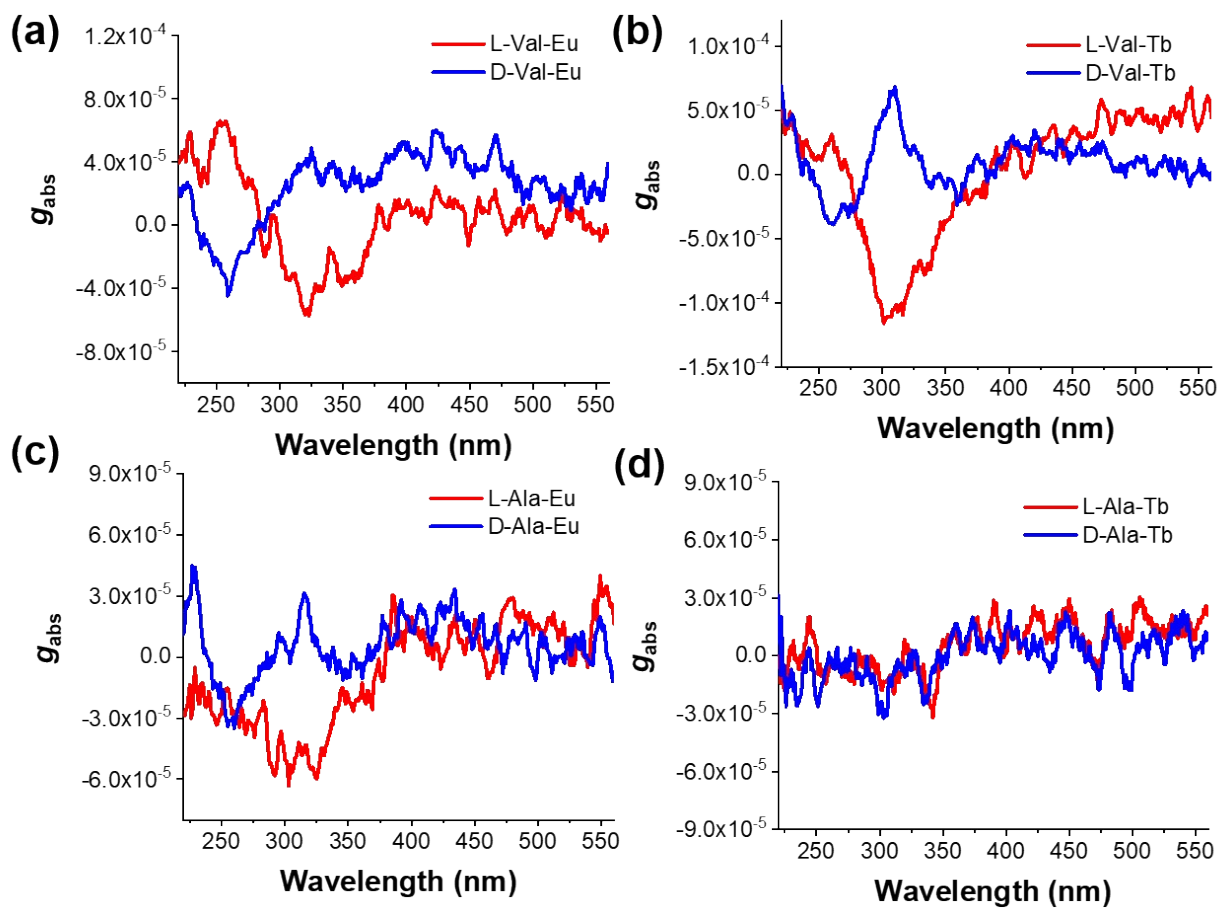 (a)
L-Val-Eu
D-Val-Eu
1.2x10⁻⁴
8.0x10⁻⁵
4.0x10⁻⁵
0.0
-4.0x10⁻⁵
-8.0x10⁻⁵
gabs
250 300 350 400 450 500 550
Wavelength (nm)
(b)
L-Val-Tb
D-Val-Tb
1.0x10⁻⁴
5.0x10⁻⁵
0.0
-5.0x10⁻⁵
-1.0x10⁻⁴
-1.5x10⁻⁴
gabs
250 300 350 400 450 500 550
Wavelength (nm)
(c)
L-Ala-Eu
D-Ala-Eu
9.0x10⁻⁵
6.0x10⁻⁵
3.0x10⁻⁵
0.0
-3.0x10⁻⁵
-6.0x10⁻⁵
gabs
250 300 350 400 450 500 550
Wavelength (nm)
(d)
L-Ala-Tb
D-Ala-Tb
9.0x10⁻⁵
6.0x10⁻⁵
3.0x10⁻⁵
0.0
-3.0x10⁻⁵
-6.0x10⁻⁵
-9.0x10⁻⁵
gabs
250 300 350 400 450 500 550
Wavelength (nm)